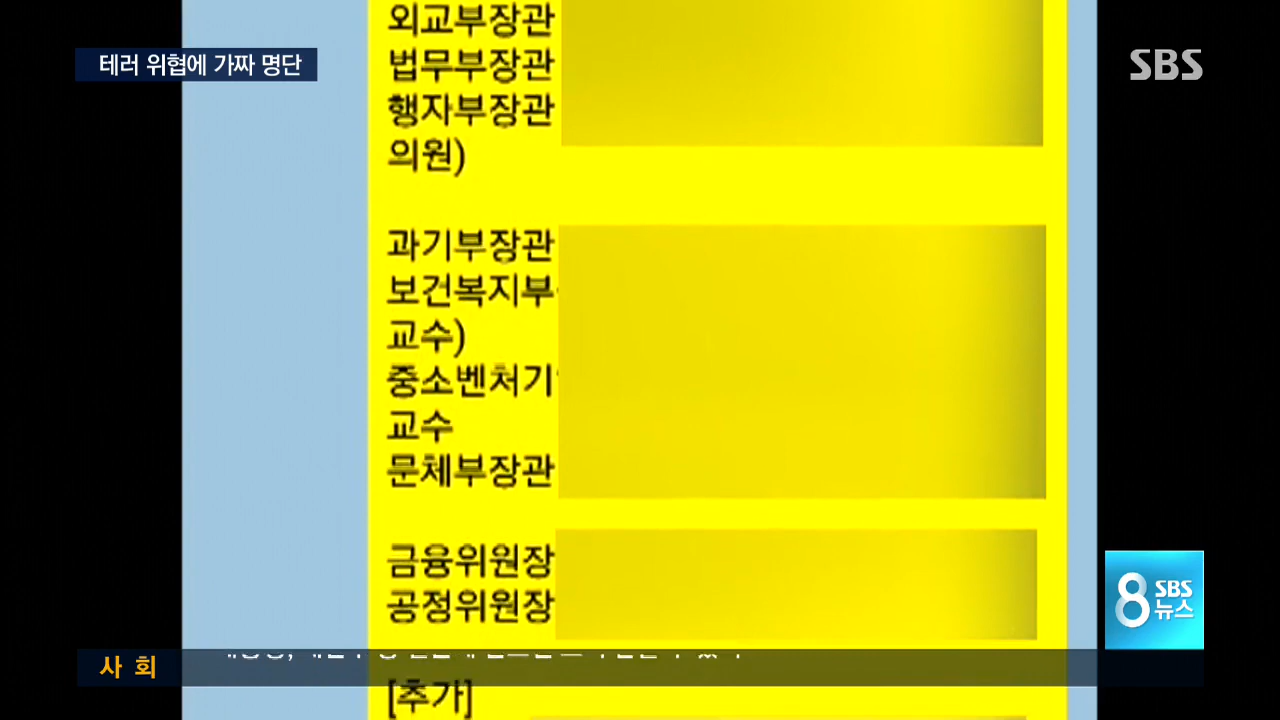 외교부장관
테러 위협에 가짜 명단
SBS
법무부장관
행자부장관
의원)
과기부장관
보건복지부
교수)
중소벤처기
교수
문체부장관
금융위원장
공정위원장
8 SBS 뉴스
사회
[추가]